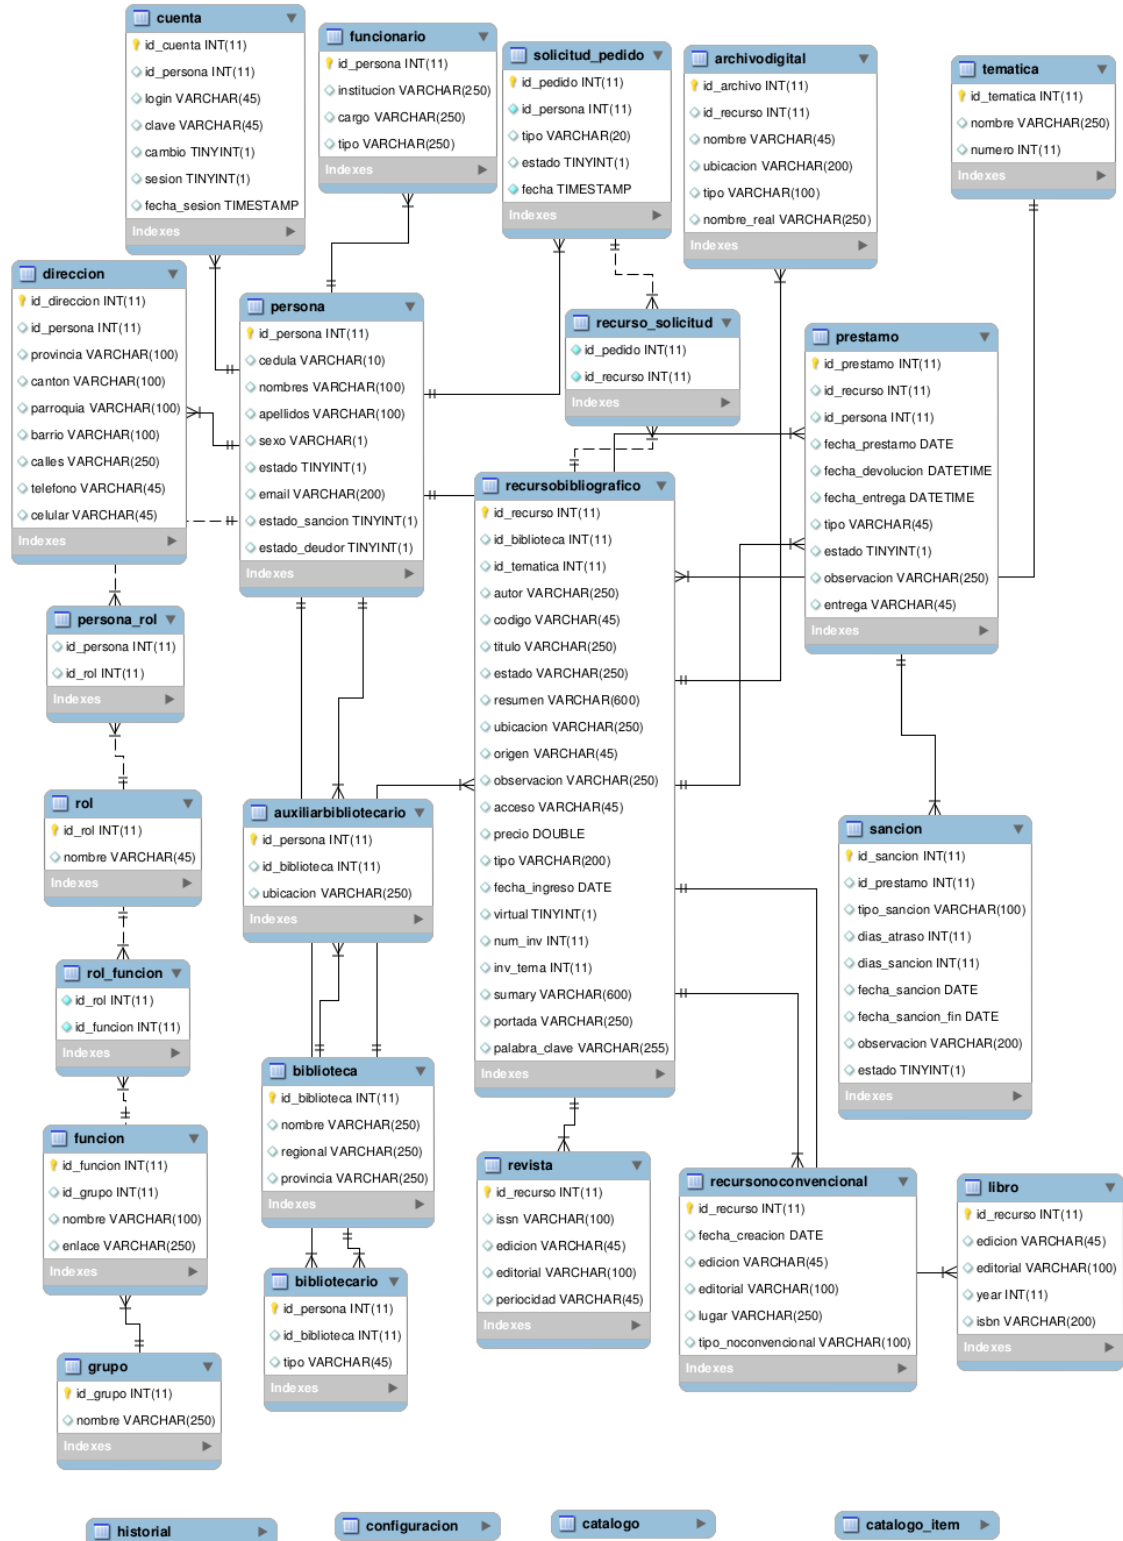 cuenta
id_cuenta INT(11)
id_persona INT(11)
login VARCHAR(45)
clave VARCHAR(45)
cambio TINYINT(1)
sesion TINYINT(1)
fecha_sesion TIMESTAMP
Indexes
funcionario
id_persona INT(11)
institucion VARCHAR(250)
cargo VARCHAR(250)
tipo VARCHAR(250)
Indexes
solicitud_pedido
id_pedido INT(11)
id_persona INT(11)
tipo VARCHAR(20)
estado TINYINT(1)
fecha TIMESTAMP
Indexes
archivodigital
id_archivo INT(11)
id_recurso INT(11)
nombre VARCHAR(45)
ubicacion VARCHAR(200)
tipo VARCHAR(100)
nombre_real VARCHAR(250)
Indexes
tematica
id_tematica INT(11)
nombre VARCHAR(250)
numero INT(11)
Indexes
direccion
id_direccion INT(11)
id_persona INT(11)
provincia VARCHAR(100)
canton VARCHAR(100)
parroquia VARCHAR(100)
barrio VARCHAR(100)
calles VARCHAR(250)
telefono VARCHAR(45)
celular VARCHAR(45)
Indexes
persona
id_persona INT(11)
cedula VARCHAR(10)
nombres VARCHAR(100)
apellidos VARCHAR(100)
sexo VARCHAR(1)
estado TINYINT(1)
email VARCHAR(200)
estado_sancion TINYINT(1)
estado_deudor TINYINT(1)
Indexes
recurso_solicitud
id_pedido INT(11)
id_recurso INT(11)
Indexes
prestamo
id_prestamo INT(11)
id_recurso INT(11)
id_persona INT(11)
fecha_prestamo DATE
fecha_devolucion DATETIME
fecha_entrega DATETIME
tipo VARCHAR(45)
estado TINYINT(1)
observacion VARCHAR(250)
entrega VARCHAR(45)
Indexes
recursobibliografico
id_recurso INT(11)
id_biblioteca INT(11)
id_tematica INT(11)
autor VARCHAR(250)
codigo VARCHAR(45)
titulo VARCHAR(250)
estado VARCHAR(250)
resumen VARCHAR(600)
ubicacion VARCHAR(250)
origen VARCHAR(45)
observacion VARCHAR(250)
acceso VARCHAR(45)
precio DOUBLE
tipo VARCHAR(200)
fecha_ingreso DATE
virtual TINYINT(1)
num_inv INT(11)
inv_tema INT(11)
sumary VARCHAR(600)
portada VARCHAR(250)
palabra_clave VARCHAR(255)
Indexes
persona_rol
id_persona INT(11)
id_rol INT(11)
Indexes
rol
id_rol INT(11)
nombre VARCHAR(45)
Indexes
auxiliarbibliotecario
id_persona INT(11)
id_biblioteca INT(11)
ubicacion VARCHAR(250)
Indexes
sancion
id_sancion INT(11)
id_prestamo INT(11)
tipo_sancion VARCHAR(100)
dias_atraso INT(11)
dias_sancion INT(11)
fecha_sancion DATE
fecha_sancion_fin DATE
observacion VARCHAR(200)
estado TINYINT(1)
Indexes
rol_funcion
id_rol INT(11)
id_funcion INT(11)
Indexes
biblioteca
id_biblioteca INT(11)
nombre VARCHAR(250)
regional VARCHAR(250)
provincia VARCHAR(250)
Indexes
funcion
id_funcion INT(11)
id_grupo INT(11)
nombre VARCHAR(100)
enlace VARCHAR(250)
Indexes
revista
id_recurso INT(11)
issn VARCHAR(100)
edicion VARCHAR(45)
editorial VARCHAR(100)
periocidad VARCHAR(45)
Indexes
recursonoconvencional
id_recurso INT(11)
fecha_creacion DATE
edicion VARCHAR(45)
editorial VARCHAR(100)
lugar VARCHAR(250)
tipo_noconvencional VARCHAR(100)
Indexes
libro
id_recurso INT(11)
edicion VARCHAR(45)
editorial VARCHAR(100)
year INT(11)
isbn VARCHAR(200)
Indexes
bibliotecario
id_persona INT(11)
id_biblioteca INT(11)
tipo VARCHAR(45)
Indexes
grupo
id_grupo INT(11)
nombre VARCHAR(250)
Indexes
historial
configuracion
catalogo
catalogo_item